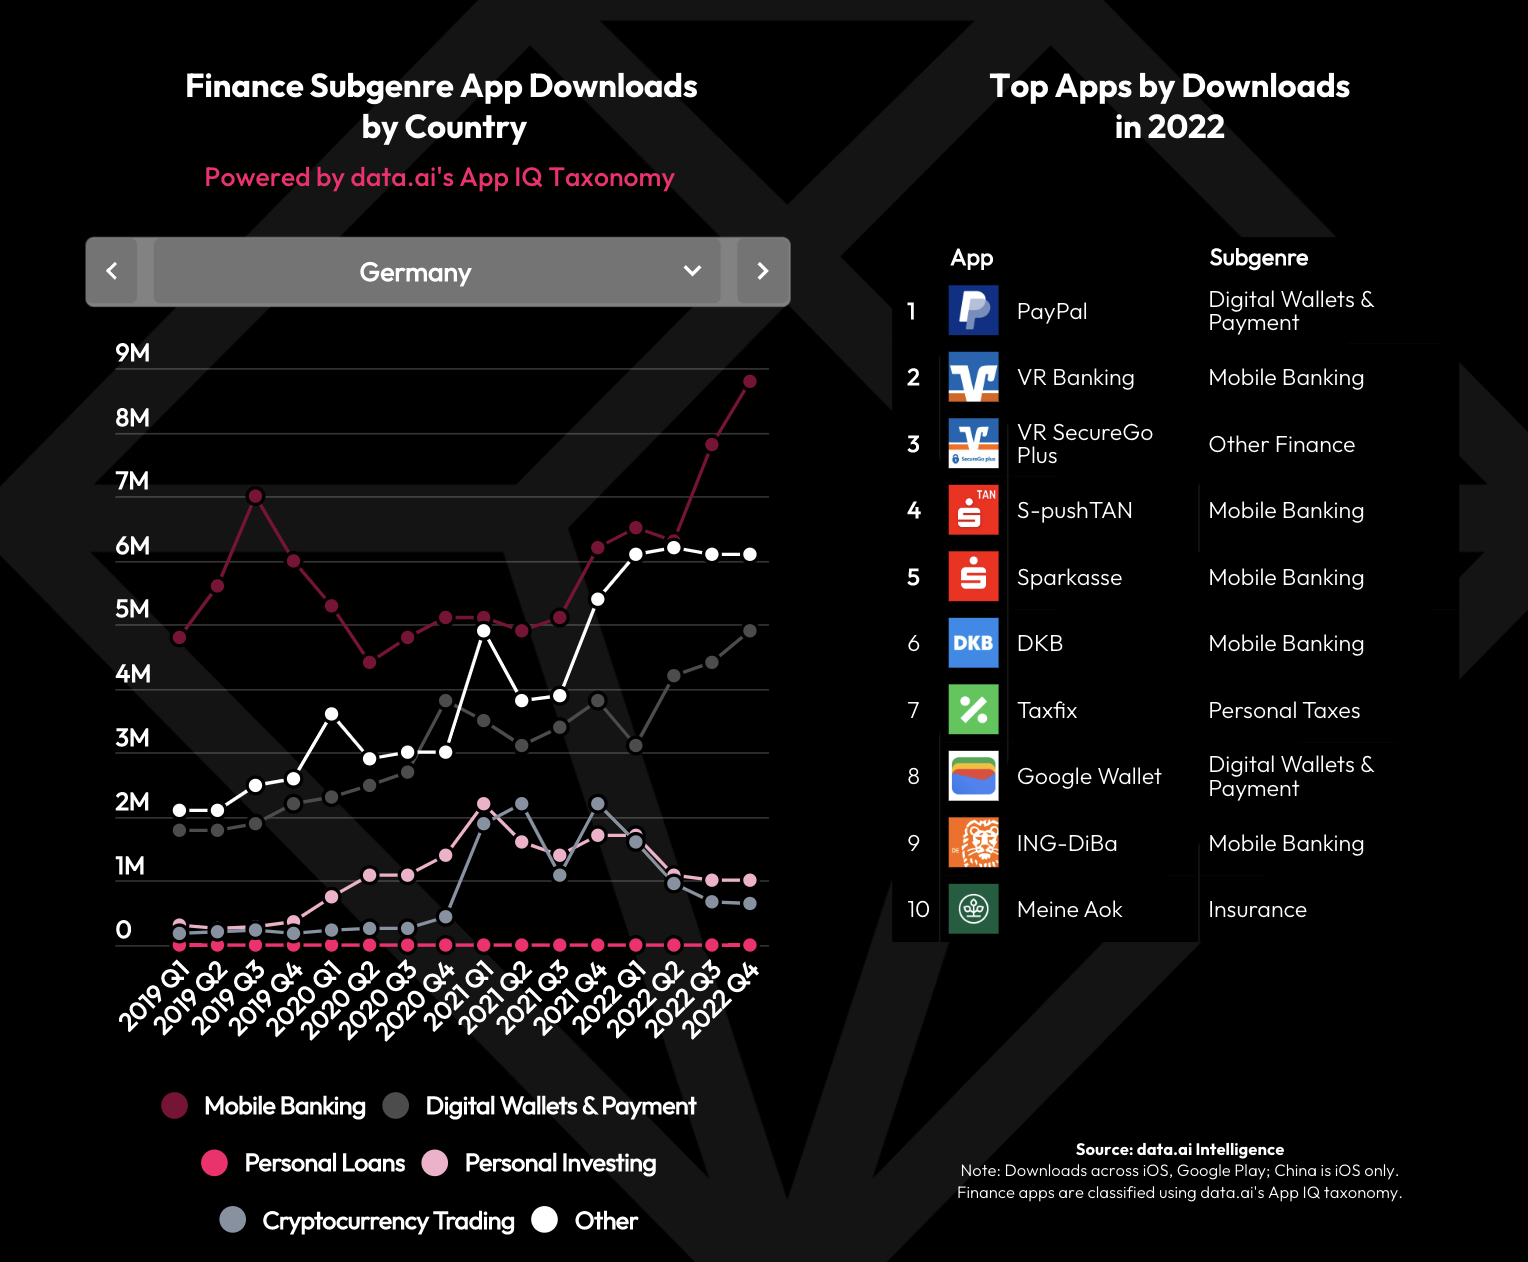 Finance Subgenre App Downloads
by Country
Powered by data.ai's App IQ Taxonomy
Germany
9M
8M
7M
6M
5M
4M
3M
2M
1M
0
2019 Q1
2019 Q2
2019 Q3
2019 Q4
2020 Q1
2020 Q2
2020 Q3
2020 Q4
2021 Q1
2021 Q2
2021 Q3
2021 Q4
2022 Q1
2022 Q2
2022 Q3
2022 Q4
Mobile Banking Digital Wallets & Payment
Personal Loans Personal Investing
Cryptocurrency Trading Other
Top Apps by Downloads
in 2022
App Subgenre
1 PayPal Digital Wallets &
Payment
2 VR Banking Mobile Banking
3 VR SecureGo
Plus Other Finance
SecureGo plus
4 TAN S-pushTAN Mobile Banking
5 Sparkasse Mobile Banking
6 DKB DKB Mobile Banking
7 Taxfix Personal Taxes
8 Google Wallet Digital Wallets &
Payment
9 DE ING-DiBa Mobile Banking
10 Meine Aok Insurance
Source: data.ai Intelligence
Note: Downloads across iOS, Google Play; China is iOS only.
Finance apps are classified using data.ai's App IQ taxonomy.